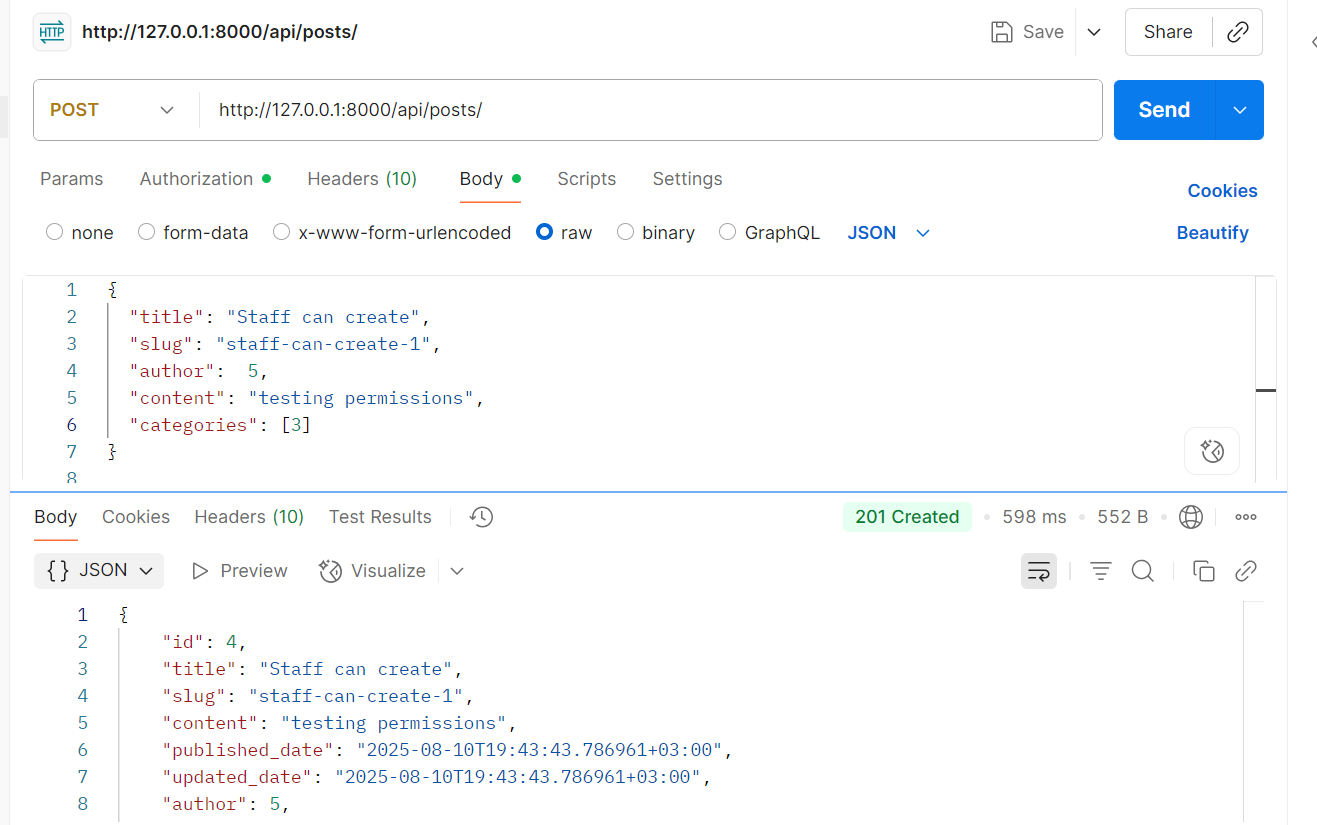 HTTP http://127.0.0.1:8000/api/posts/ Save Share
POST http://127.0.0.1:8000/api/posts/ Send
Params Authorization Headers (10) Body Scripts Settings Cookies
none form-data x-www-form-urlencoded raw binary GraphQL JSON Beautify
1 {
2 "title": "Staff can create",
3 "slug": "staff-can-create-1",
4 "author":  5,
5 "content": "testing permissions",
6 "categories": [3]
7 }
8
Body Cookies Headers (10) Test Results 201 Created 598 ms 552 B
{} JSON Preview Visualize
1 {
2 "id": 4,
3 "title": "Staff can create",
4 "slug": "staff-can-create-1",
5 "content": "testing permissions",
6 "published_date": "2025-08-10T19:43:43.786961+03:00",
7 "updated_date": "2025-08-10T19:43:43.786961+03:00",
8 "author": 5,